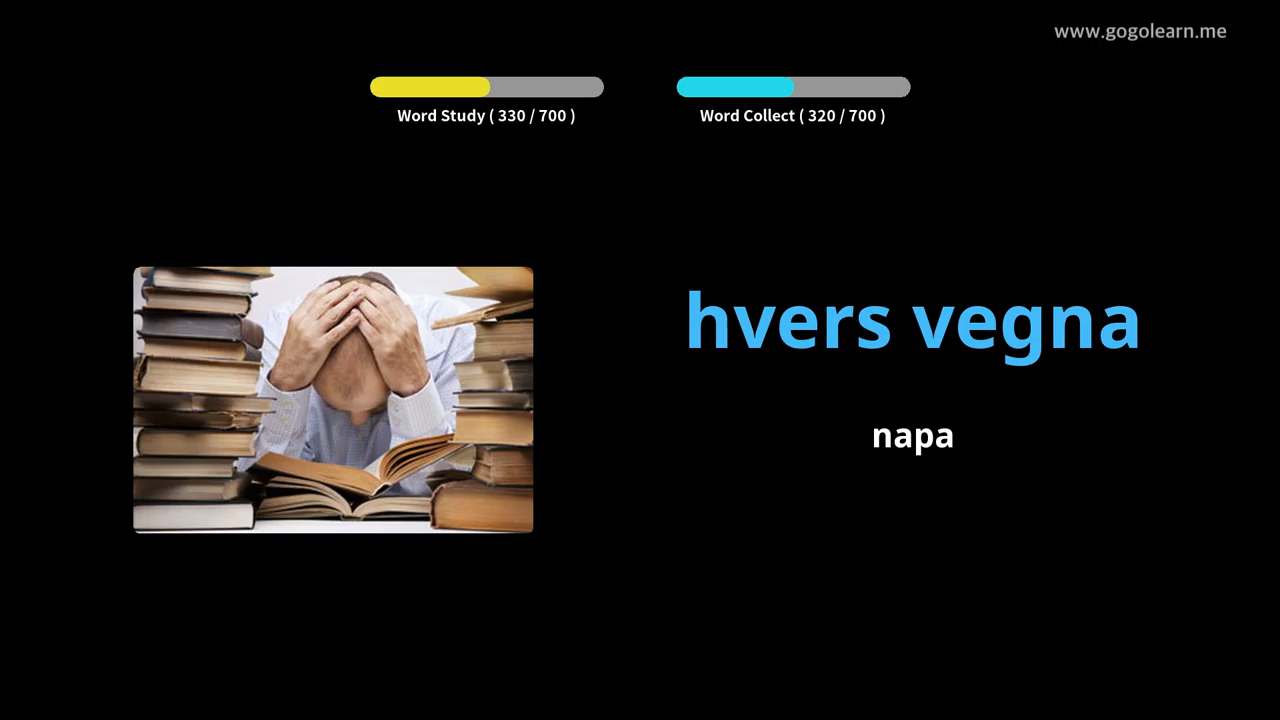 www.gogolearn.me
Word Study ( 330 / 700 )
Word Collect ( 320 / 700 )
hvers vegna
napa